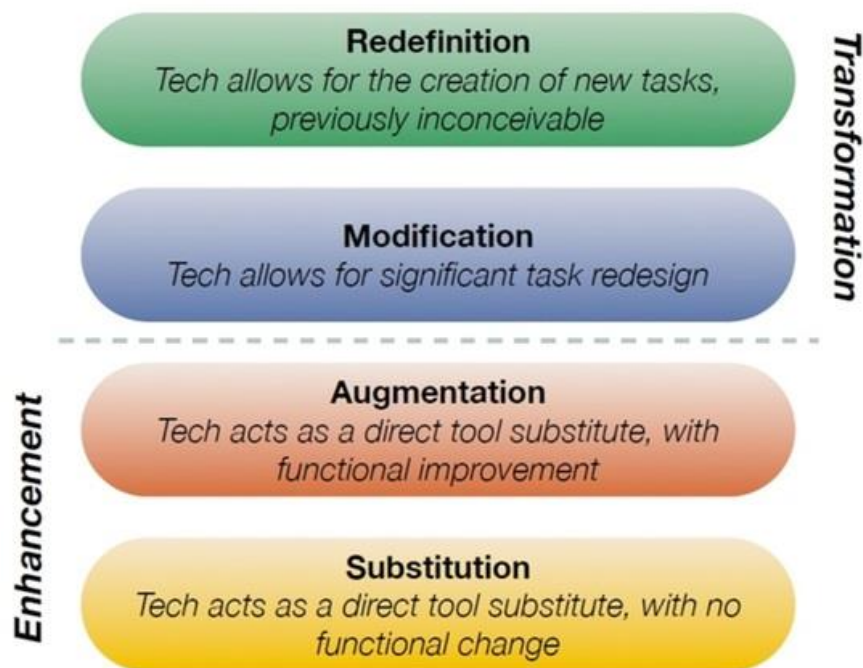 Redefinition
Tech allows for the creation of new tasks,
previously inconceivable
Transformation
Modification
Tech allows for significant task redesign
Enhancement
Augmentation
Tech acts as a direct tool substitute, with
functional improvement
Substitution
Tech acts as a direct tool substitute, with no
functional change